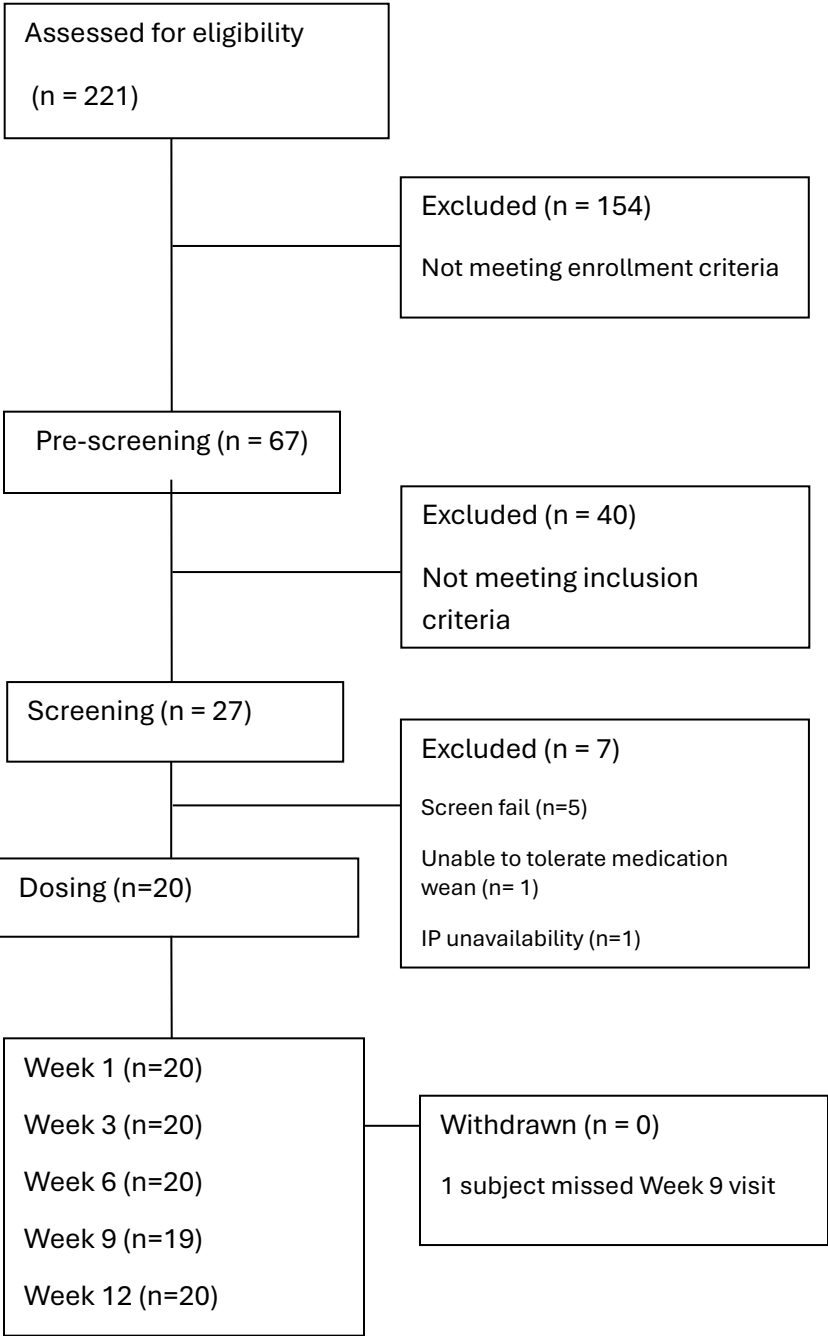 Assessed for eligibility
(n = 221)
Excluded (n = 154)
Not meeting enrollment criteria
Pre-screening (n = 67)
Excluded (n = 40)
Not meeting inclusion
criteria
Screening (n = 27)
Excluded (n = 7)
Screen fail (n=5)
Unable to tolerate medication
wean (n= 1)
IP unavailability (n=1)
Dosing (n=20)
Week 1 (n=20)
Week 3 (n=20)
Week 6 (n=20)
Week 9 (n=19)
Week 12 (n=20)
Withdrawn (n = 0)
1 subject missed Week 9 visit